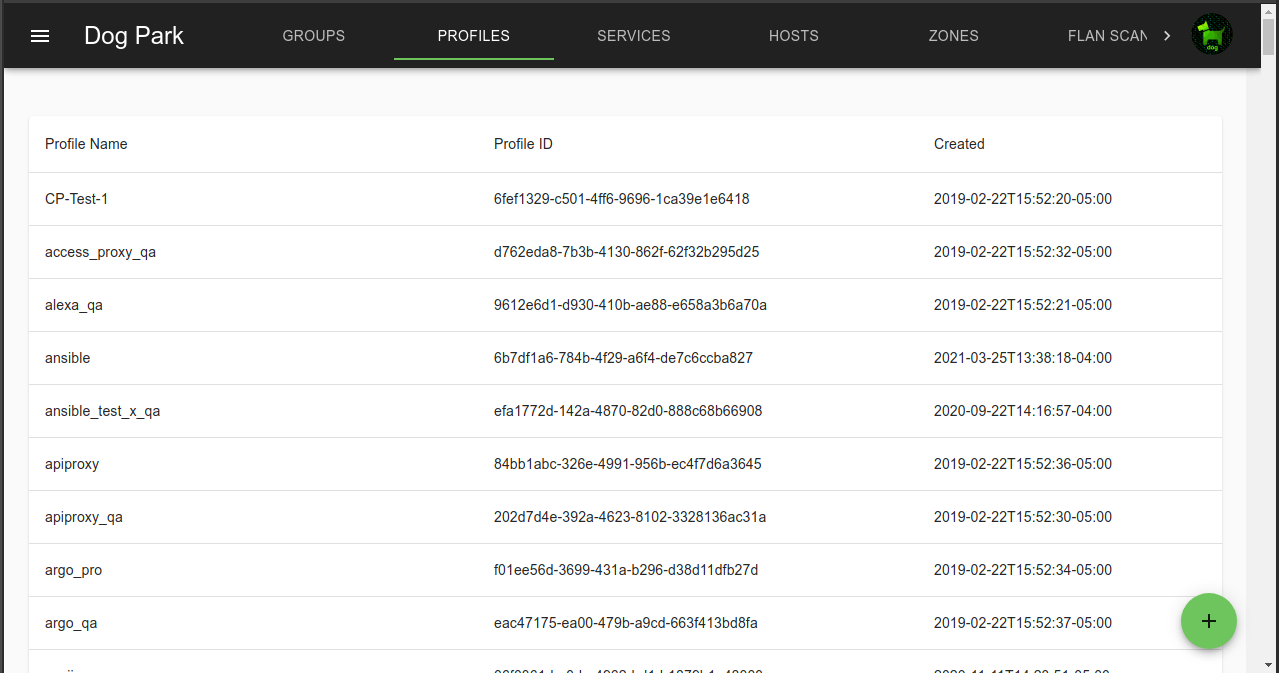 Dog Park GROUPS PROFILES SERVICES HOSTS ZONES FLAN SCAN dog
Profile Name Profile ID Created
CP-Test-1 6fef1329-c501-4ff6-9696-1ca39e1e6418 2019-02-22T15:52:20-05:00
access_proxy_qa d762eda8-7b3b-4130-862f-62f32b295d25 2019-02-22T15:52:32-05:00
alexa_qa 9612e6d1-d930-410b-ae88-e658a3b6a70a 2019-02-22T15:52:21-05:00
ansible 6b7df1a6-784b-4f29-a6f4-de7c6ccba827 2021-03-25T13:38:18-04:00
ansible_test_x_qa efa1772d-142a-4870-82d0-888c68b66908 2020-09-22T14:16:57-04:00
apiproxy 84bb1abc-326e-4991-956b-ec4f7d6a3645 2019-02-22T15:52:36-05:00
apiproxy_qa 202d7d4e-392a-4623-8102-3328136ac31a 2019-02-22T15:52:30-05:00
argo_pro f01ee56d-3699-431a-b296-d38d11dfb27d 2019-02-22T15:52:34-05:00
argo_qa eac47175-ea00-479b-a9cd-663f413bd8fa 2019-02-22T15:52:37-05:00